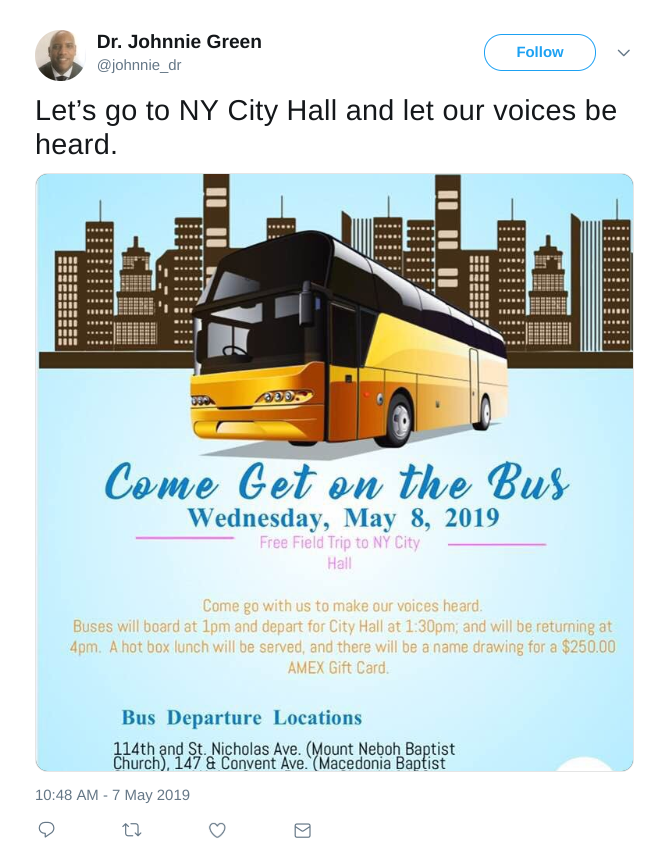 Dr. Johnnie Green
@johnnie_dr
Follow
Let’s go to NY City Hall and let our voices be
heard.
Come Get on the Bus
Wednesday, May 8, 2019
Free Field Trip to NY City
Hall
Come go with us to make our voices heard.
Buses will board at 1pm and depart for City Hall at 1:30pm; and will be returning at
4pm. A hot box lunch will be served, and there will be a name drawing for a $250.00
AMEX Gift Card.
Bus Departure Locations
114th and St. Nicholas Ave. (Mount Neboh Baptist
Church), 147 & Convent Ave. (Macedonia Baptist
10:48 AM - 7 May 2019